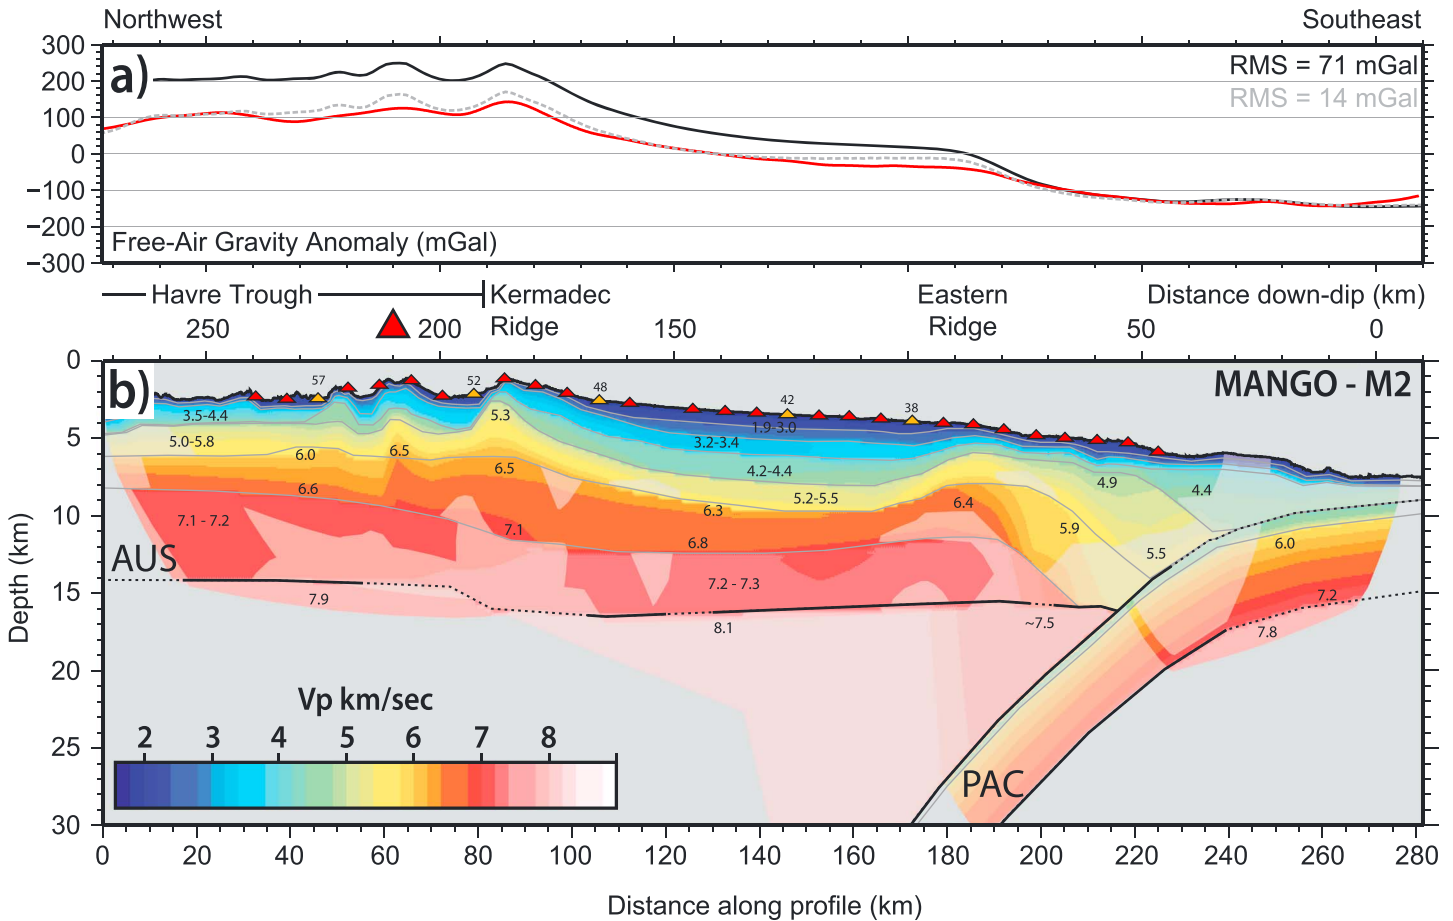 Northwest Southeast
300
200
100
0
−100
−200
−300
a)
RMS = 71 mGal
RMS = 14 mGal
Free-Air Gravity Anomaly (mGal)
Havre Trough Kermadec Ridge Eastern Ridge Distance down-dip (km)
250 200 150 50 0
b)
MANGO - M2
0
5
10
15
20
25
30
Depth (km)
57 52 48 42 38
3.5-4.4 5.3 1.9-3.0
5.0-5.8 3.2-3.4
6.0 6.5 6.5 4.2-4.4 4.9 4.4
6.6 5.2-5.5 6.4
7.1 - 7.2 7.1 6.3 5.9
6.8 5.5 6.0
AUS
7.2 - 7.3 7.2
7.9 8.1 ~7.5 7.8
PAC
Vp km/sec
2 3 4 5 6 7 8
0 20 40 60 80 100 120 140 160 180 200 220 240 260 280
Distance along profile (km)